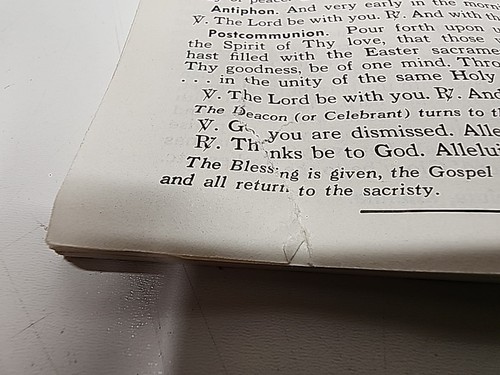 Antiphon. And very early in the morn
℣. The Lord be with you. ℟. And with th
Postcommunion. Pour forth upon u
the Spirit of Thy love, that those
hast filled with the Easter sacrame
Thy goodness, be of one mind. Thro
. . . in the unity of the same Holy
℣. The Lord be with you. ℟. And
The Deacon (or Celebrant) turns to th
℣. Go, you are dismissed. Alle
℟. Thanks be to God. Allelui
The Blessing is given, the Gospel
and all return to the sacristy.